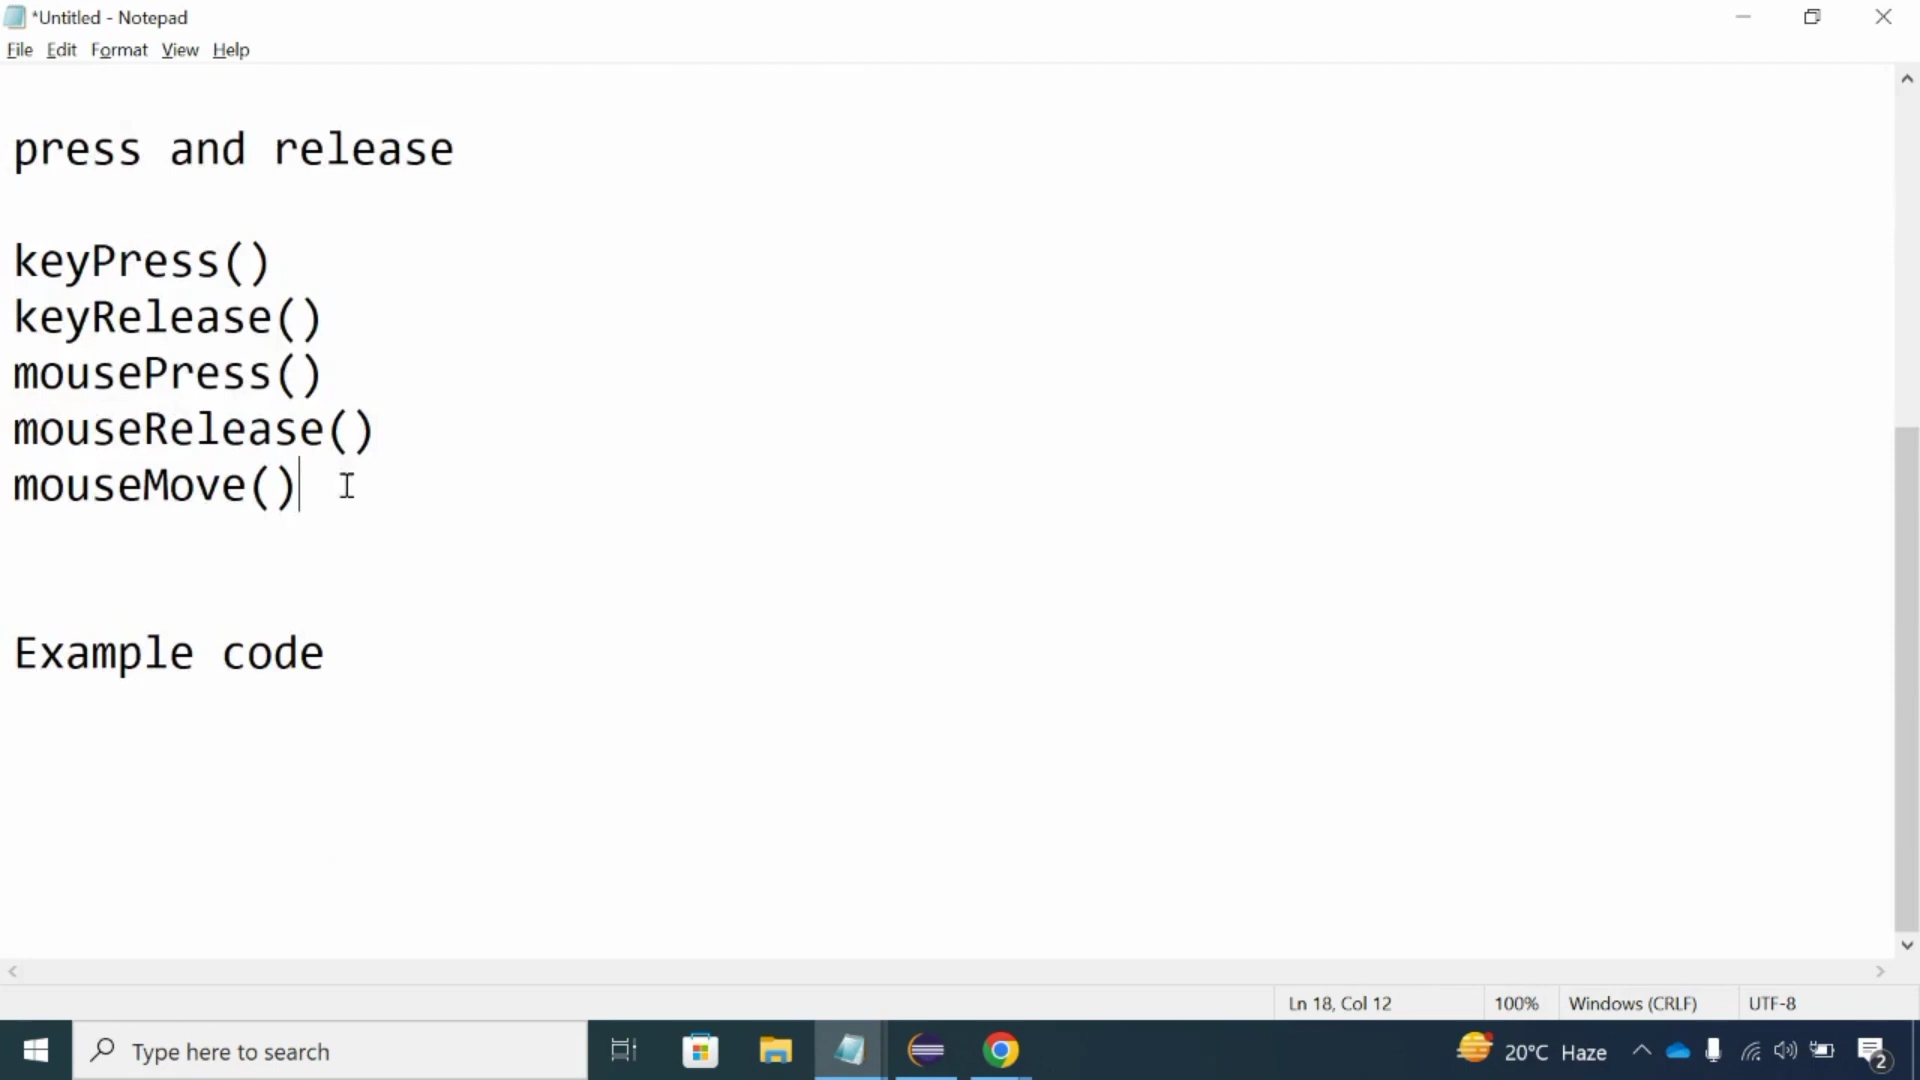 *Untitled - Notepad
File Edit Format View Help
press and release
keyPress()
keyRelease()
mousePress()
mouseRelease()
mouseMove()
Example code
Ln 18, Col 12 100% Windows (CRLF) UTF-8
Type here to search 20°C Haze 2